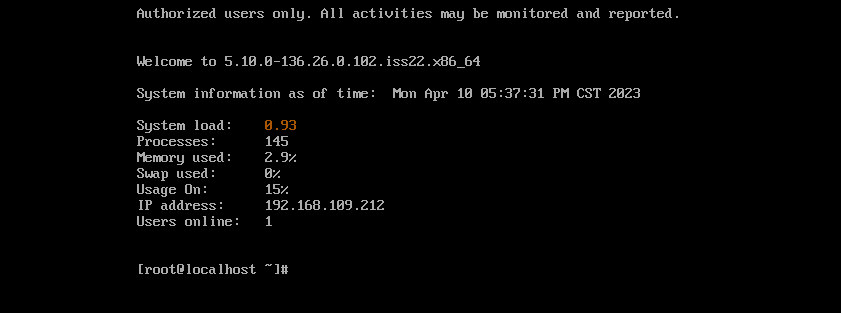 Authorized users only. All activities may be monitored and reported.
Welcome to 5.10.0-136.26.0.102.iss22.x86_64
System information as of time:  Mon Apr 10 05:37:31 PM CST 2023
System load:    0.93
Processes:      145
Memory used:    2.9%
Swap used:      0%
Usage On:       15%
IP address:     192.168.109.212
Users online:   1
[root@localhost ~]#